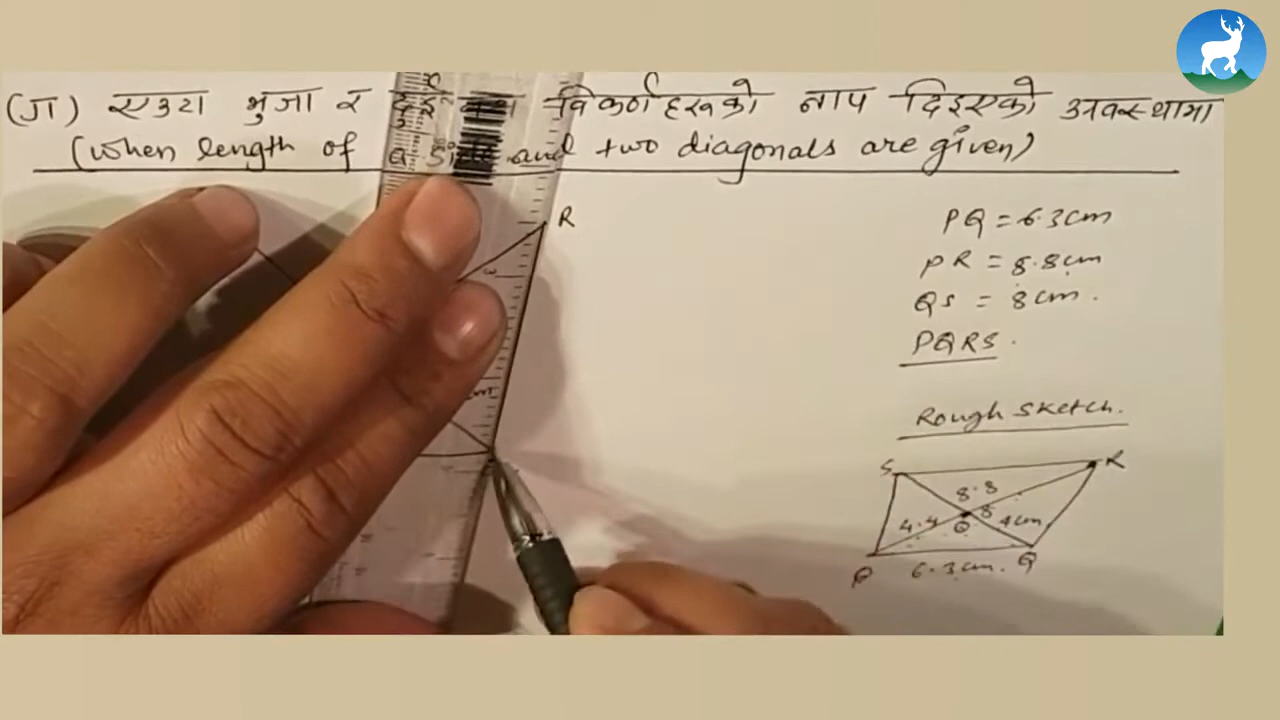 (ग) एउटा भुजा र दुई विकर्णहरूको नाप दिइएको अवस्थामा
(when length of a side and two diagonals are given)
R
PQ = 6.3cm
PR = 8.8cm
QS = 8cm.
PQRS.
Rough sketch.
S R
8.8
4.4 O 8 4cm
P 6.3cm. Q